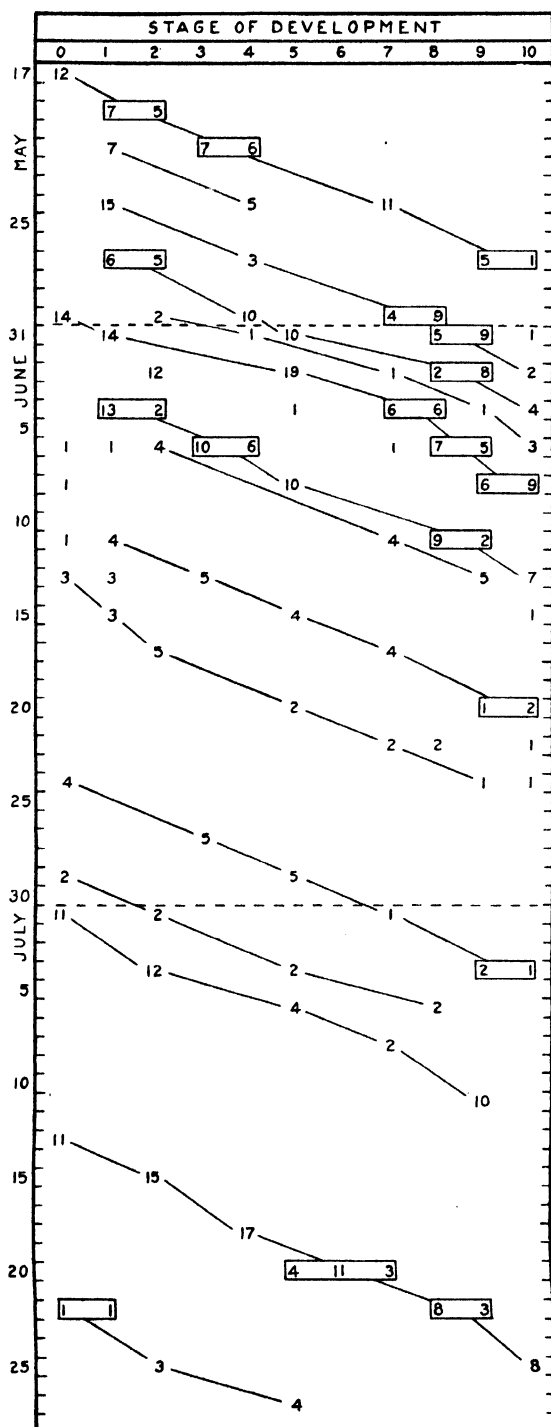 STAGE OF DEVELOPMENT
0 1 2 3 4 5 6 7 8 9 10
17 12
7 5
MAY 7 6
7
15 5 11
25
6 5 3 5 1
14 2 10 4 9
31 14 1 10 5 9 1
12 19 1 2 8 2
JUNE 13 2 1 6 6 1 4
5
1 1 4 10 6 1 7 5 3
1 10 6 9
10
1 4 4 9 2
3 3 5 5 7
15 3 4 1
5 4
20 2 1 2
2 2 1
4 1 1
25
5
2 5
30
11 2 1
JULY
12 2 2 1
5 4 2
2
10 10
11
15 15
17
20 4 11 3
1 1 8 3
25 3 8
4